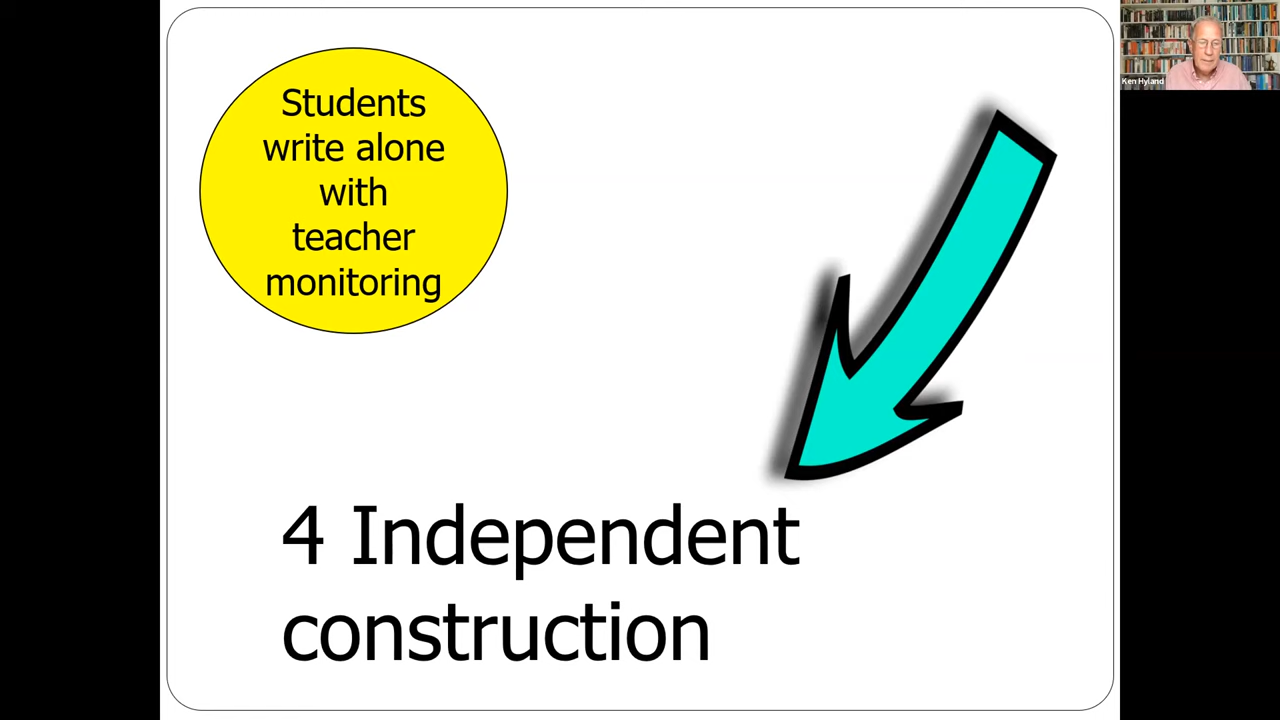 Students
write alone
with
teacher
monitoring
Ken Hyland
4 Independent
construction